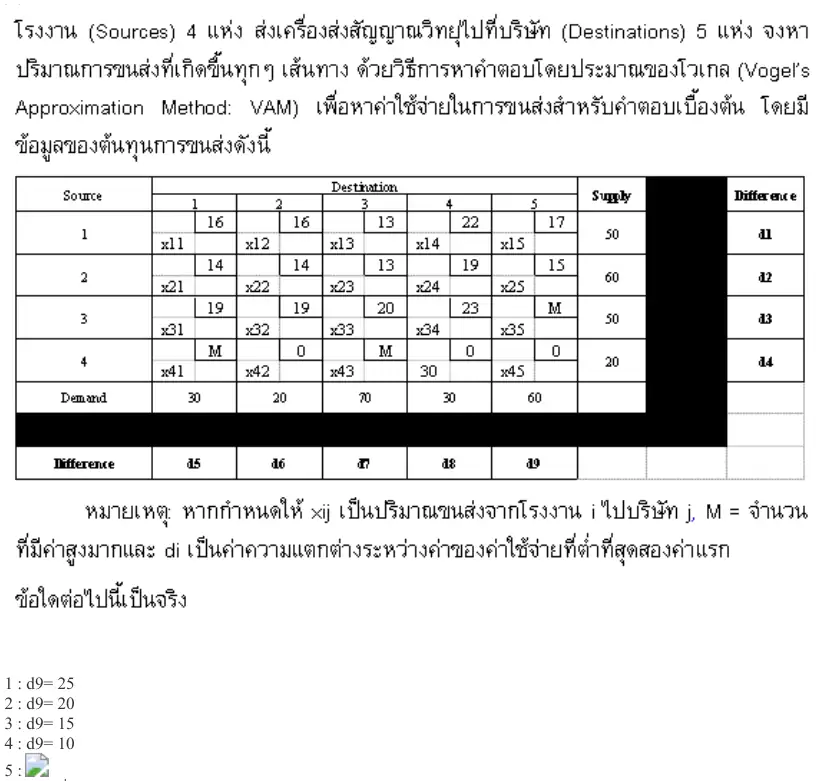 โรงงาน (Sources) 4 แห่ง ส่งเครื่องส่งสัญญาณวิทยุไปที่บริษัท (Destinations) 5 แห่ง จงหา
ปริมาณการขนส่งที่เกิดขึ้นทุกๆ เส้นทาง ด้วยวิธีการหาคำตอบโดยประมาณของโวเกล (Vogel's
Approximation Method: VAM) เพื่อหาค่าใช้จ่ายในการขนส่งสำหรับคำตอบเบื้องต้น โดยมี
ข้อมูลของต้นทุนการขนส่งดังนี้
Source Destination Supply Difference
1 2 3 4 5
16 16 13 22 17
1 50 d1
x11 x12 x13 x14 x15
14 14 13 19 15
2 60 d2
x21 x22 x23 x24 x25
19 19 20 23 M
3 50 d3
x31 x32 x33 x34 x35
M 0 M 0 0
4 20 d4
x41 x42 x43 30 x45
Demand 30 20 70 30 60
Difference d5 d6 d7 d8 d9
หมายเหตุ: หากกำหนดให้ xij เป็นปริมาณขนส่งจากโรงงาน i ไปบริษัท j, M = จำนวน
ที่มีค่าสูงมากและ di เป็นค่าความแตกต่างระหว่างค่าของค่าใช้จ่ายที่ต่ำที่สุดสองค่าแรก
ข้อใดต่อไปนี้เป็นจริง
1 : d9= 25
2 : d9= 20
3 : d9= 15
4 : d9= 10
5 :